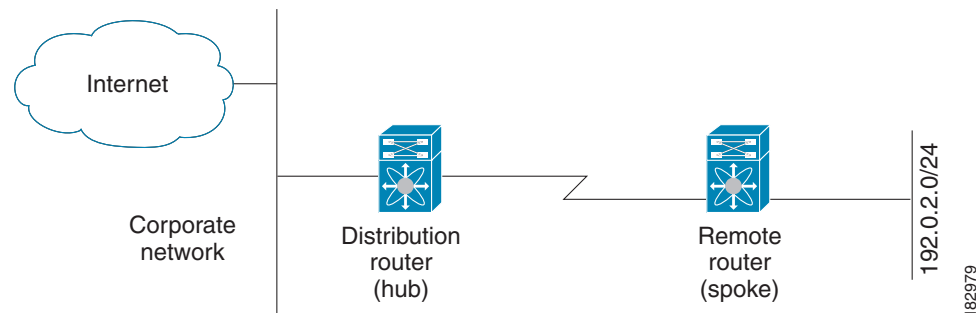 Internet
Corporate
network
Distribution
router
(hub)
Remote
router
(spoke)
192.0.2.0/24
182979